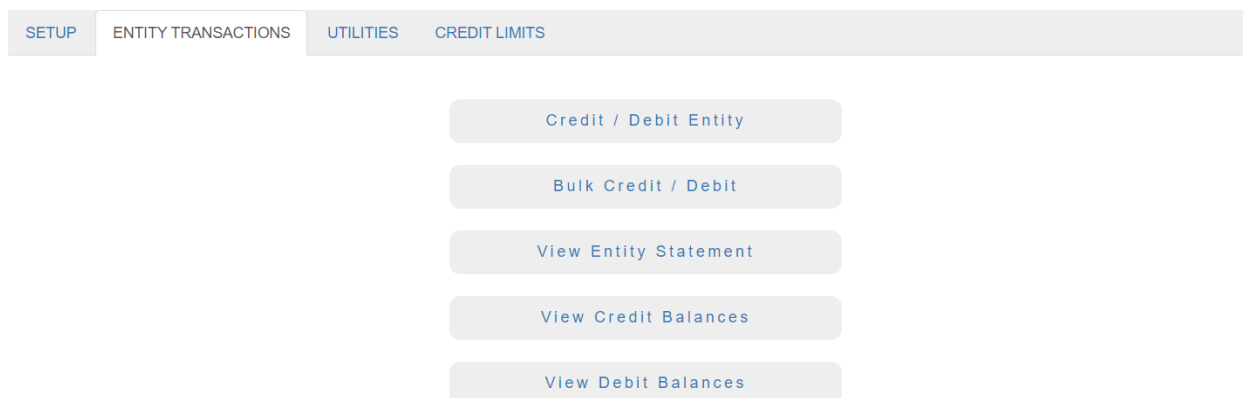 SETUP ENTITY TRANSACTIONS UTILITIES CREDIT LIMITS
Credit / Debit Entity
Bulk Credit / Debit
View Entity Statement
View Credit Balances
View Debit Balances